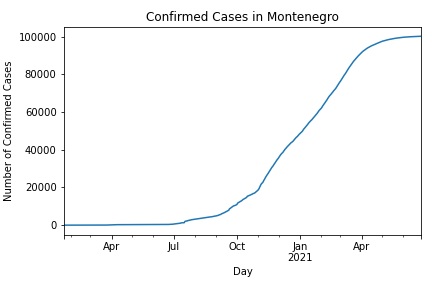 Confirmed Cases in Montenegro
Number of Confirmed Cases
100000
80000
60000
40000
20000
0
Apr
Jul
Oct
Jan
2021
Apr
Day